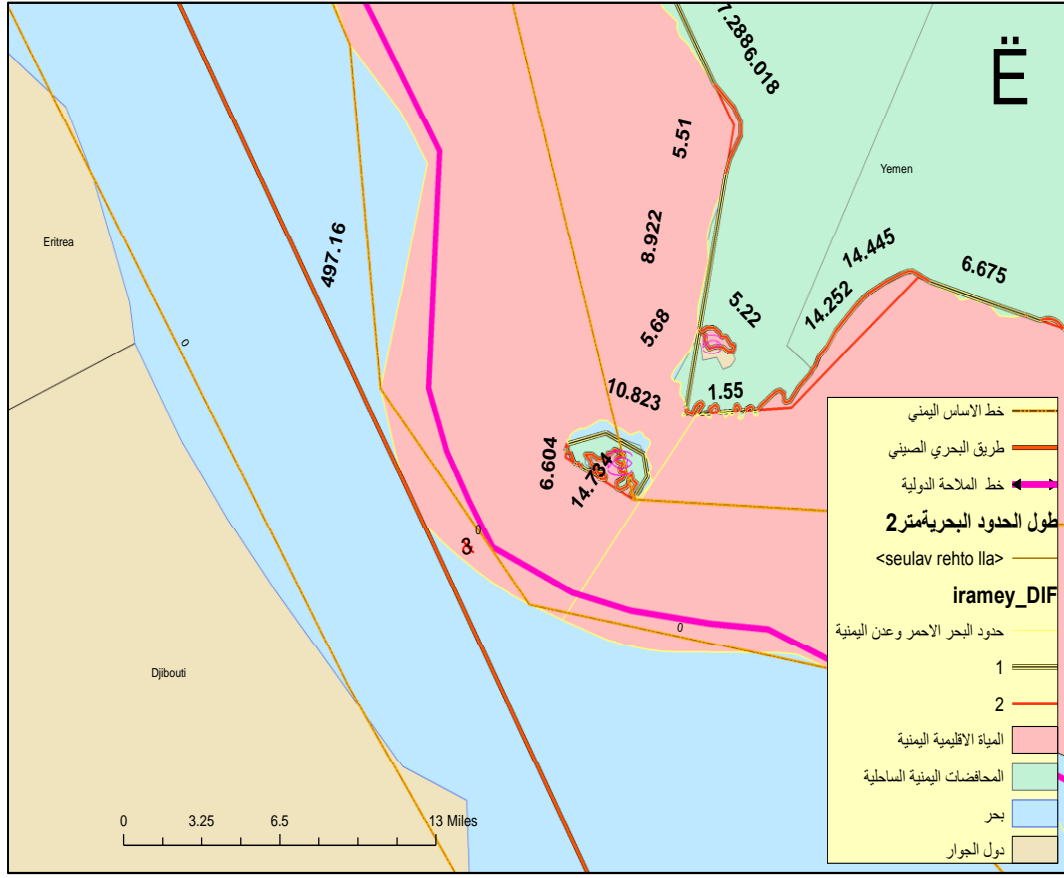 7.2886.018
Ë
5.51
Yemen
8.922
Eritrea
497.16
14.445
6.675
14.252
5.22
5.68
0
10.823
1.55
6.604
14.734
0
&
3
0
Djibouti
0 3.25 6.5 13 Miles
خط الاساس اليمني
طريق البحري الصيني
خط الملاحة الدولية
طول الحدود البحريةمتر2
<seulav rehto lla>
iramey_DIF
حدود البحر الاحمر وعدن اليمنية
1
2
المياة الاقليمية اليمنية
المحافضات اليمنية الساحلية
بحر
دول الجوار